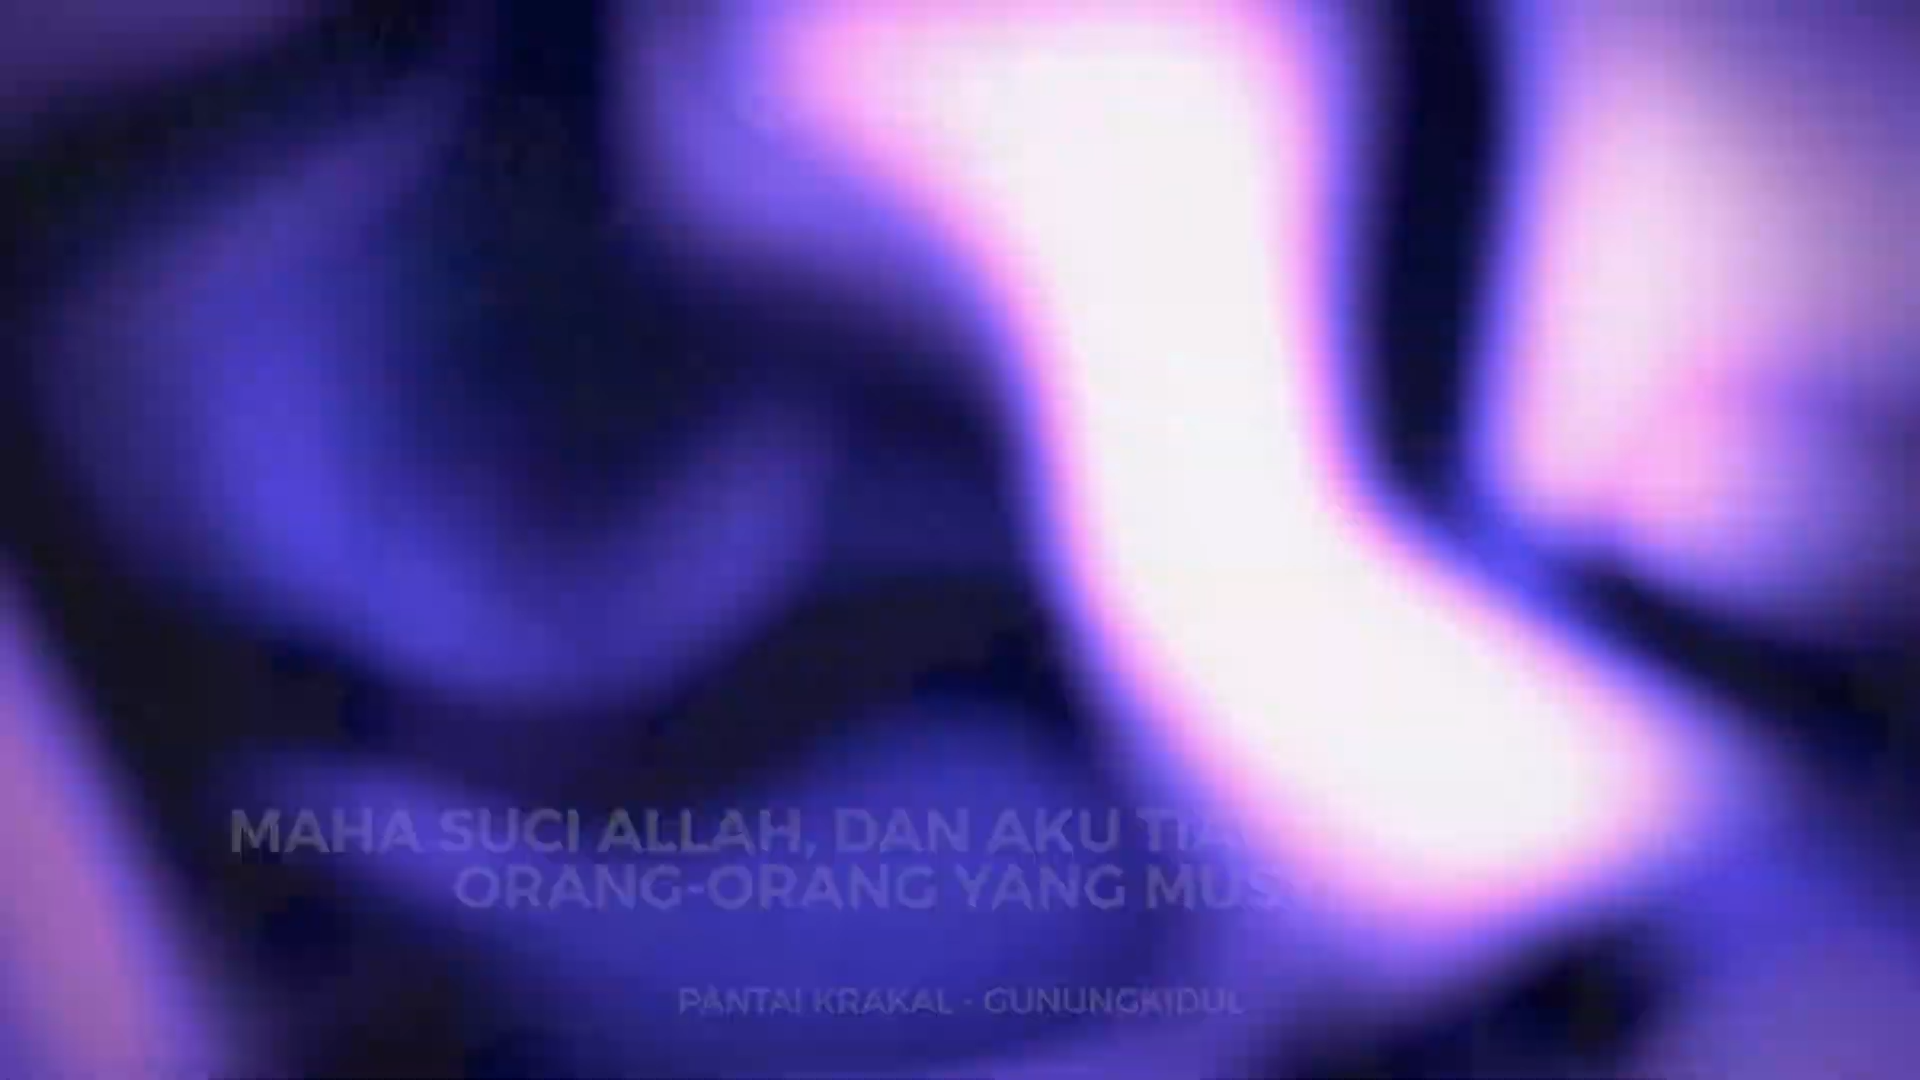 MAHA SUCI ALLAH, DAN AKU
ORANG-ORANG YANG
PANTAI KRAKAL - GUNUNGKIDUL